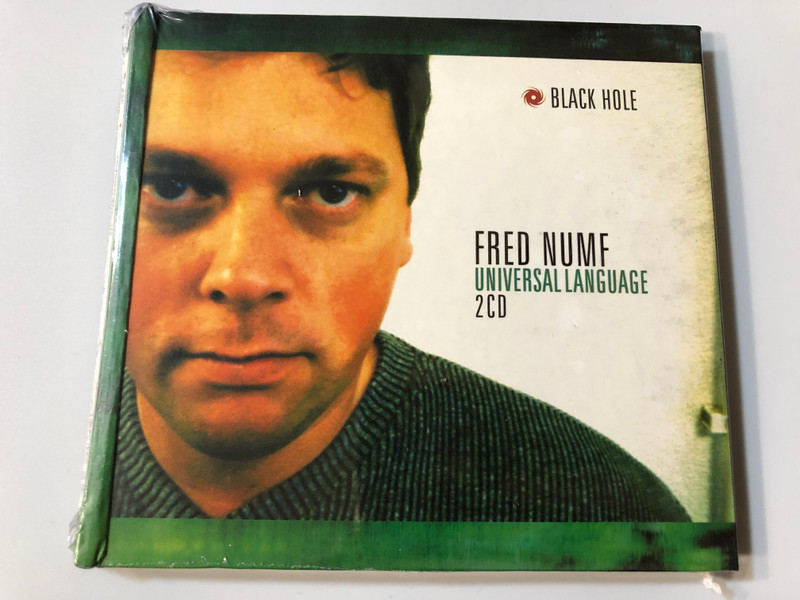 BLACK HOLE
FRED NUMF
UNIVERSAL LANGUAGE
2CD